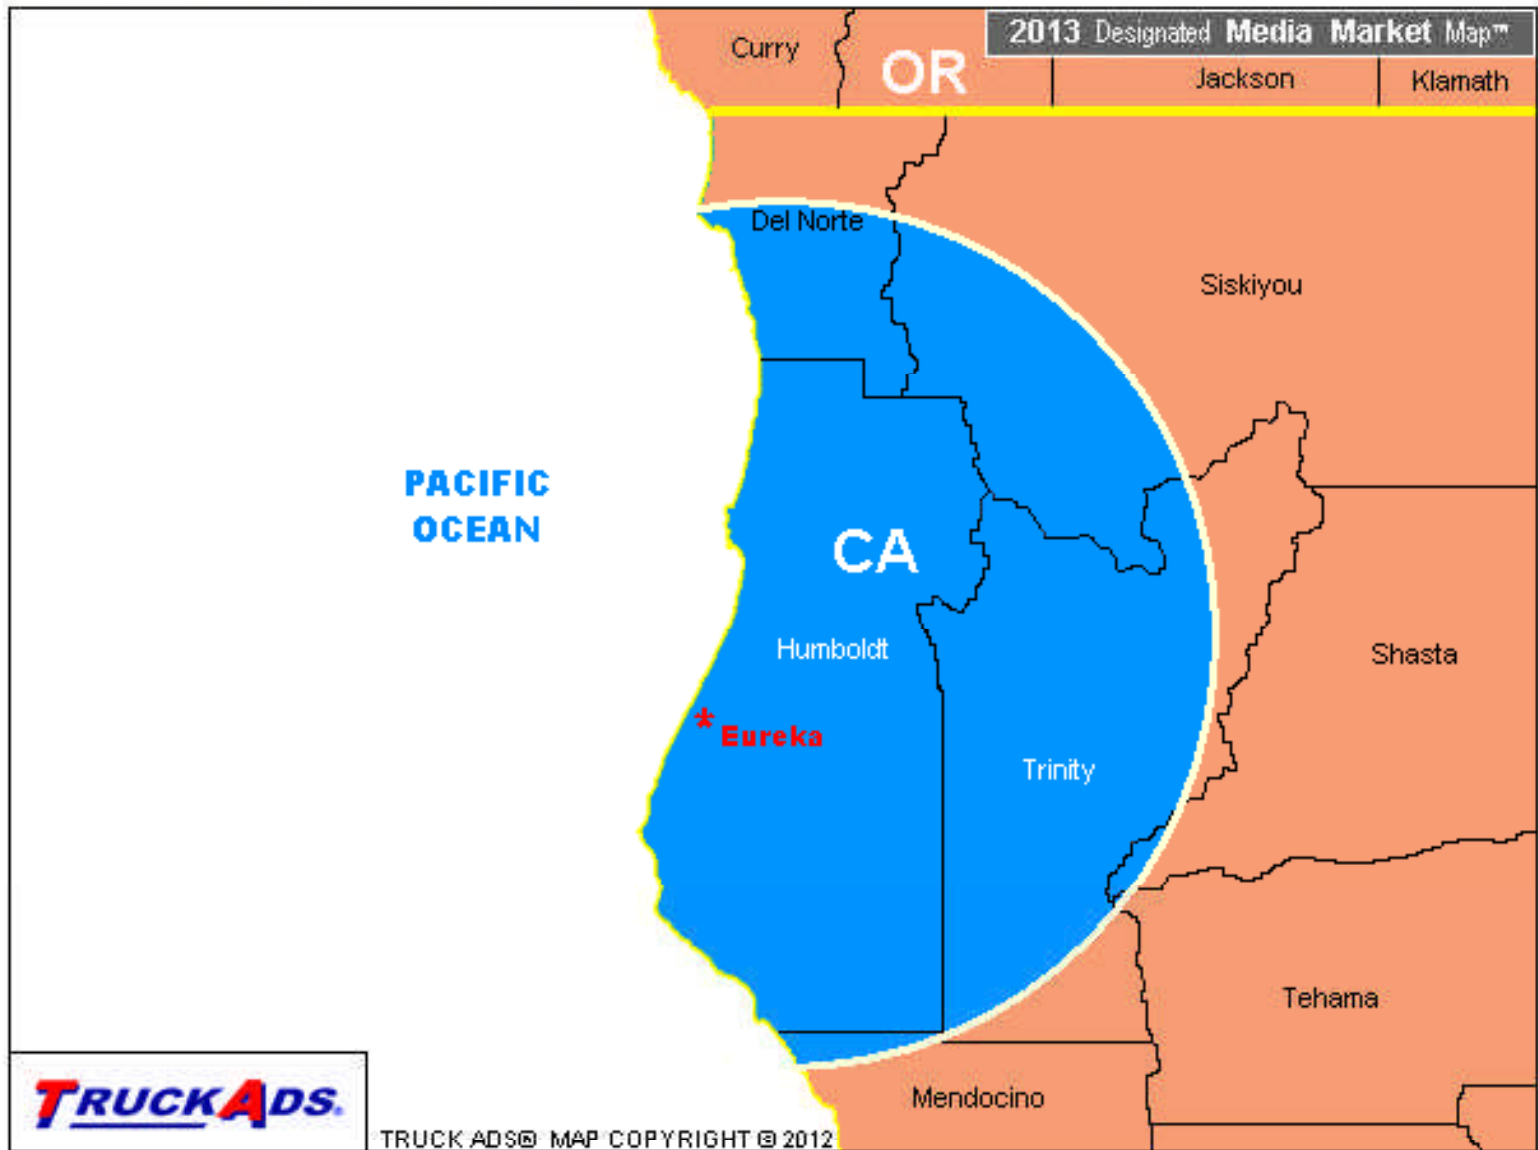 2013 Designated Media Market Map™
Curry
OR
Jackson
Klamath
Del Norte
Siskiyou
PACIFIC
OCEAN
CA
Humboldt
Shasta
* Eureka
Trinity
Tehama
Mendocino
TRUCKADS®
TRUCK ADS® MAP COPYRIGHT © 2012